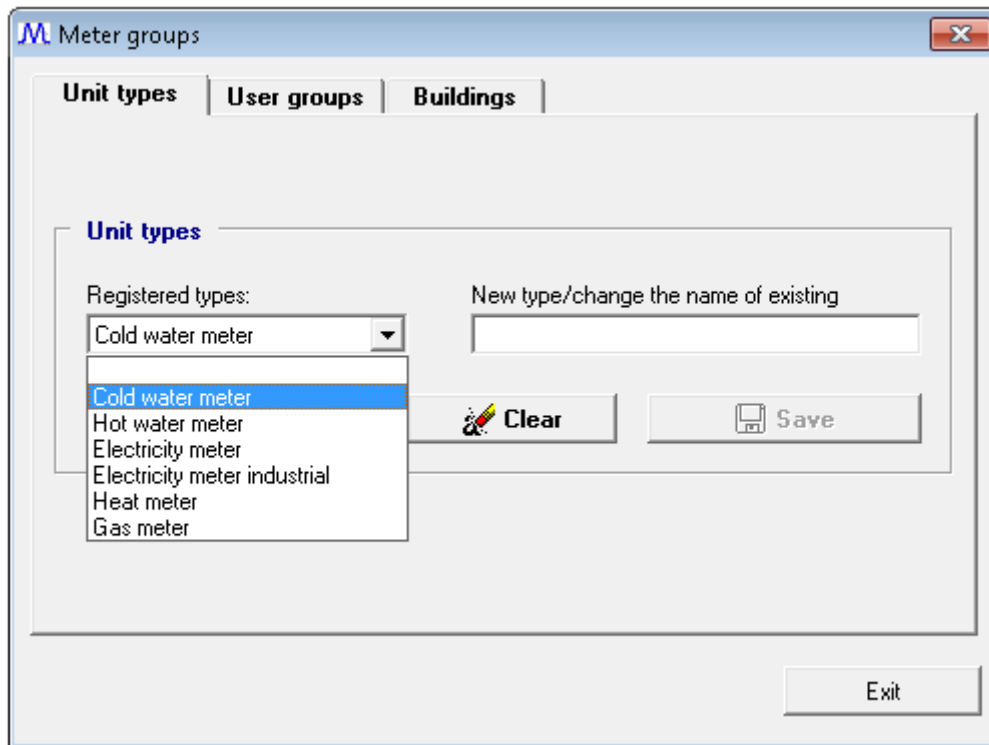 Meter groups
Unit types User groups Buildings
Unit types
Registered types: New type/change the name of existing
Cold water meter
Cold water meter
Hot water meter
Electricity meter
Electricity meter industrial
Heat meter
Gas meter
Clear Save
Exit